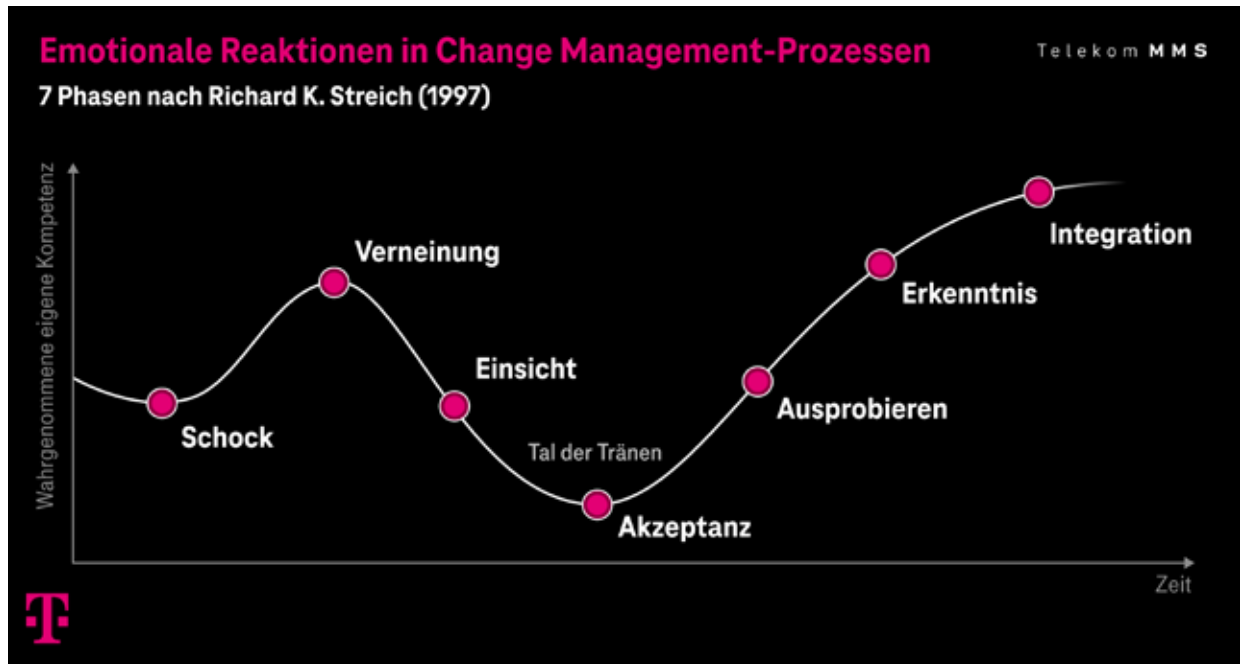 Emotionale Reaktionen in Change Management-Prozessen
Telekom MMS
7 Phasen nach Richard K. Streich (1997)
Wahrgenommene eigene Kompetenz
Schock
Verneinung
Einsicht
Tal der Tränen
Akzeptanz
Ausprobieren
Erkenntnis
Integration
Zeit
T